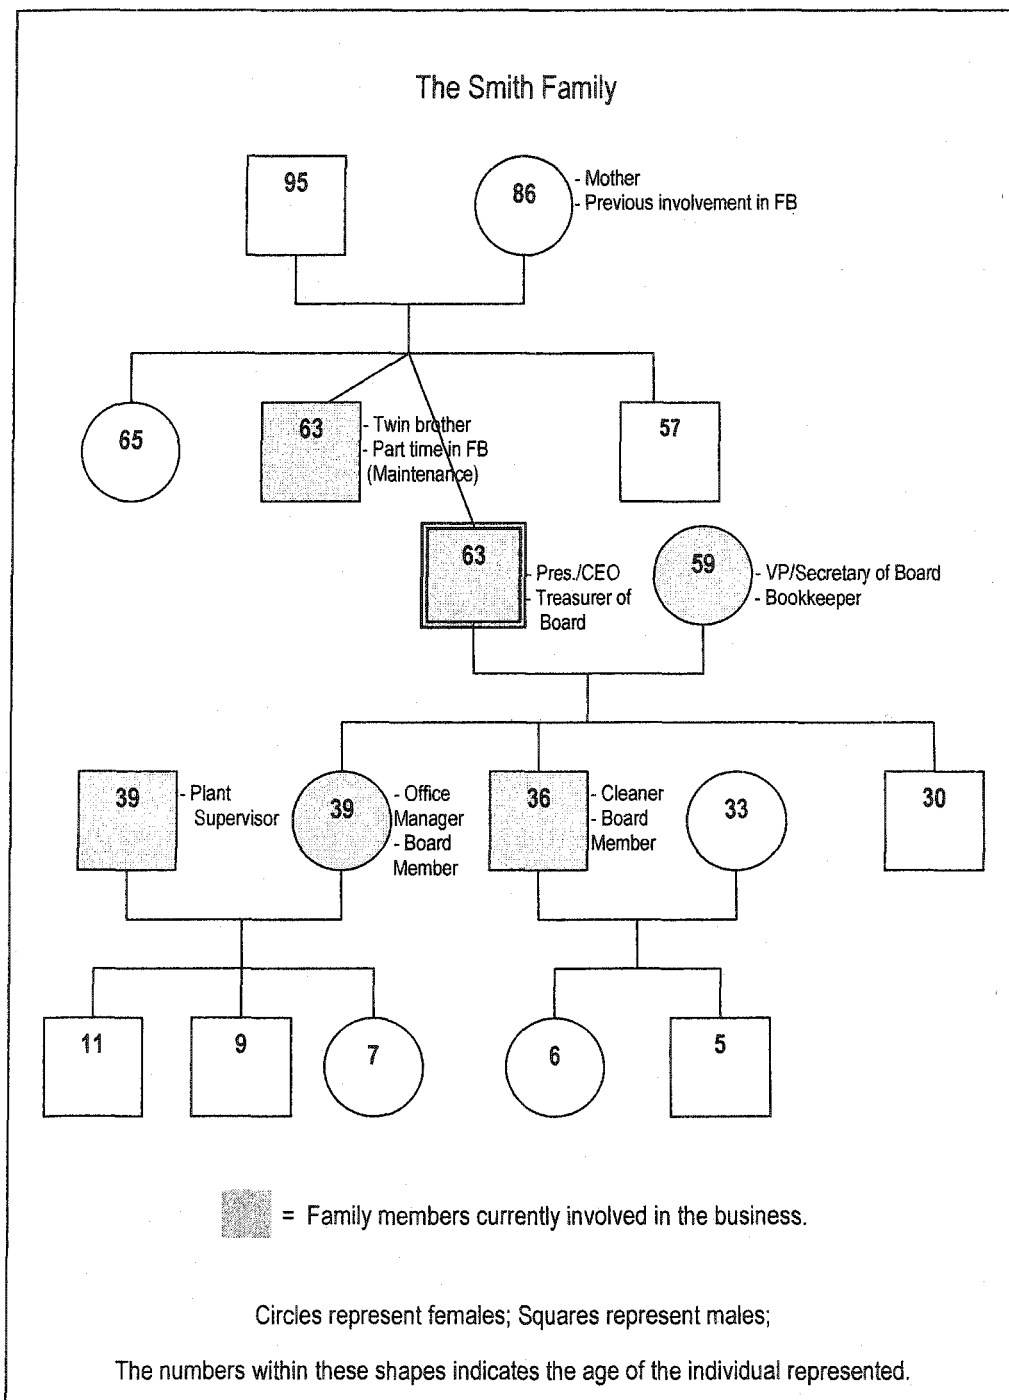 The Smith Family
95
86
- Mother
- Previous involvement in FB
65
63
- Twin brother
- Part time in FB
(Maintenance)
57
63
- Pres./CEO
- Treasurer of
Board
59
- VP/Secretary of Board
- Bookkeeper
39
- Plant
Supervisor
39
- Office
Manager
- Board
Member
36
- Cleaner
- Board
Member
33
30
11
9
7
6
5
= Family members currently involved in the business.
Circles represent females; Squares represent males;
The numbers within these shapes indicates the age of the individual represented.